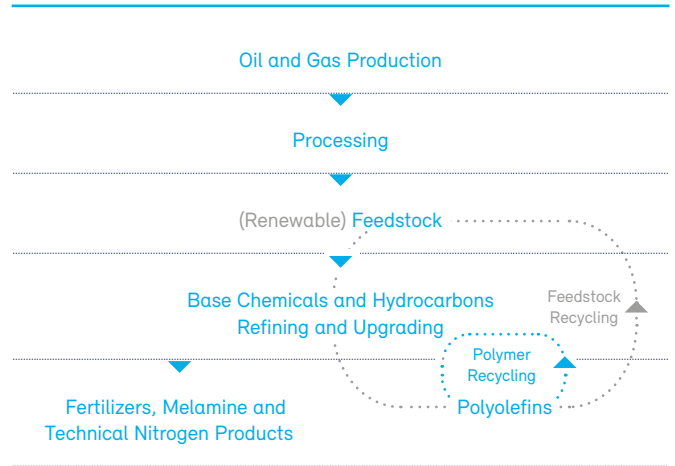 Oil and Gas Production
Processing
(Renewable) Feedstock
Base Chemicals and Hydrocarbons
Refining and Upgrading
Feedstock
Recycling
Polymer
Recycling
Fertilizers, Melamine and
Technical Nitrogen Products
Polyolefins